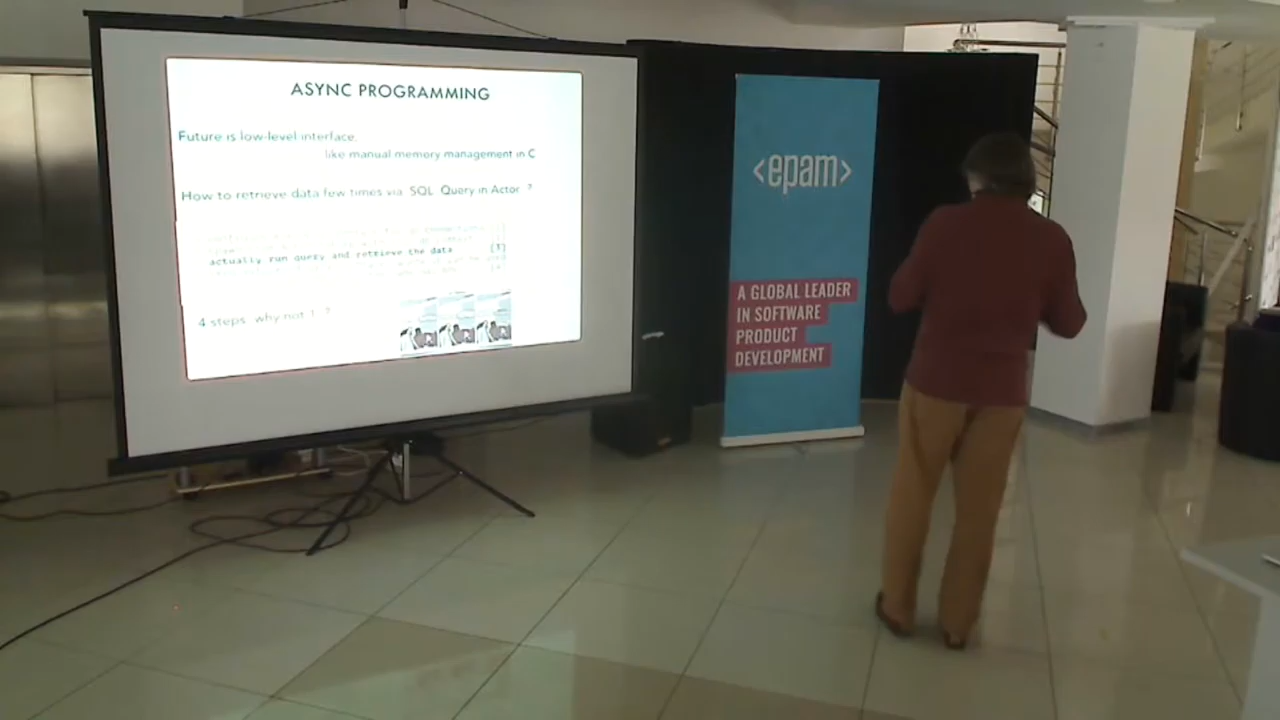 ASYNC PROGRAMMING
Future is low-level interface,
like manual memory management in C
How to retrieve data few times via SQL Query in Actor ?
actually run query and retrieve the data [3]
4 steps why not 1 ?
<epam>
A GLOBAL LEADER
IN SOFTWARE
PRODUCT
DEVELOPMENT